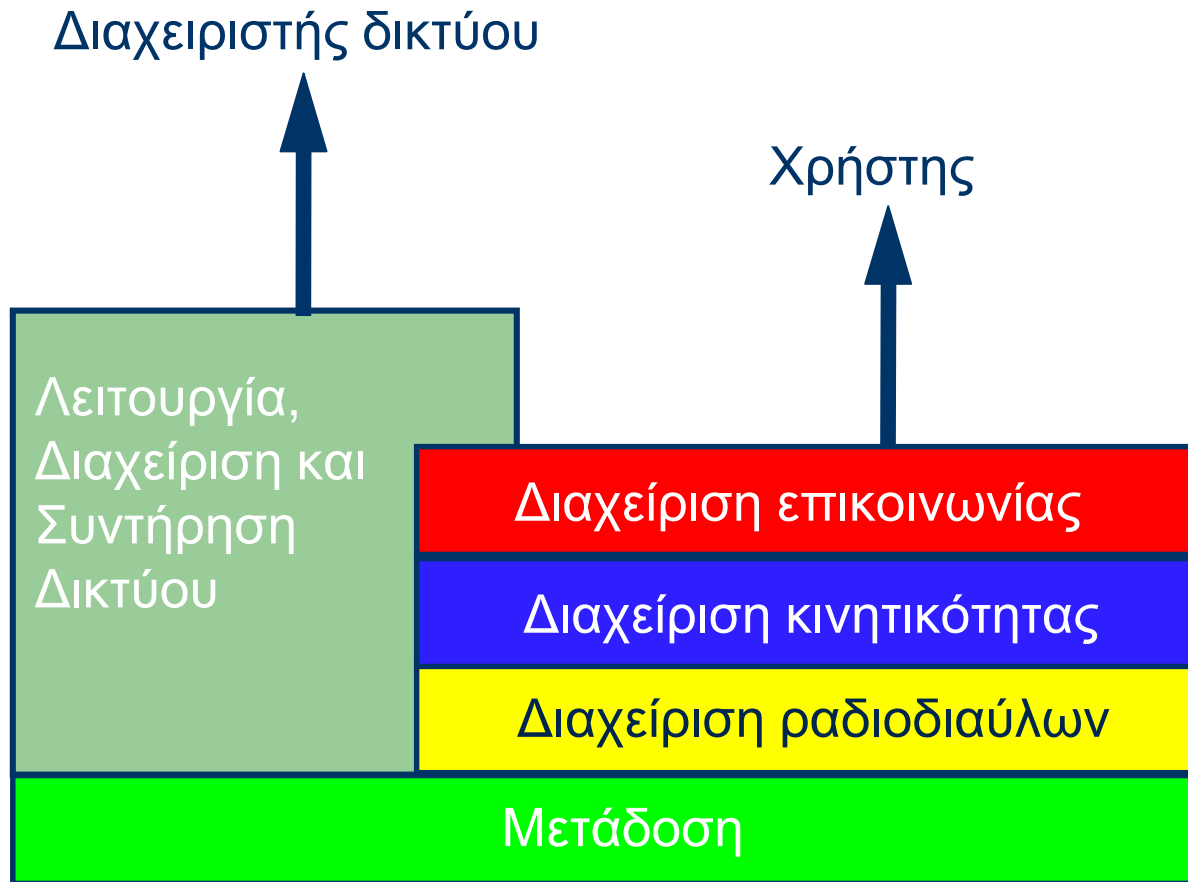 Διαχειριστής δικτύου
Χρήστης
Λειτουργία,
Διαχείριση και
Συντήρηση
Δικτύου
Διαχείριση επικοινωνίας
Διαχείριση κινητικότητας
Διαχείριση ραδιοδιαύλων
Μετάδοση